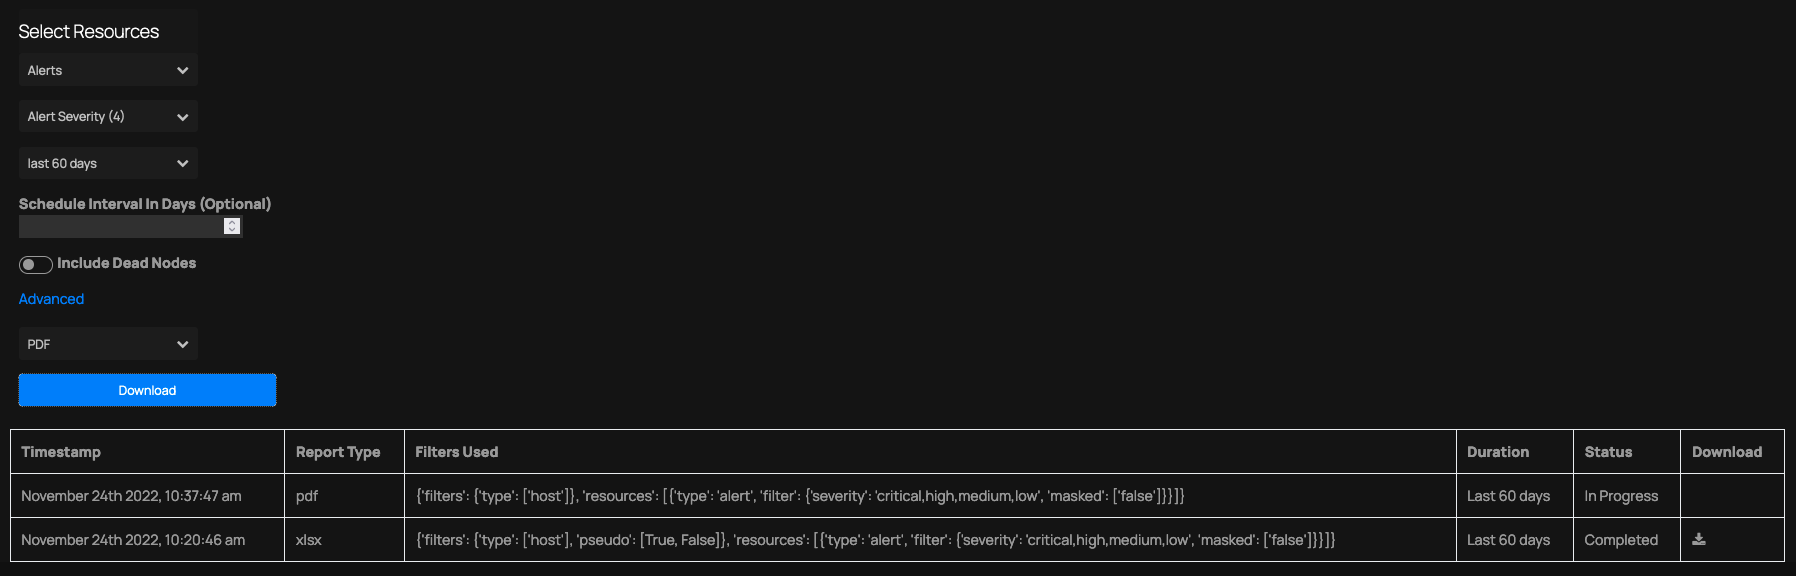 Select Resources
Alerts
Alert Severity (4)
last 60 days
Schedule Interval In Days (Optional)
Include Dead Nodes
Advanced
PDF
Download
Timestamp Report Type Filters Used Duration Status Download
November 24th 2022, 10:37:47 am pdf {'filters': {'type': ['host']}, 'resources': [{'type': 'alert', 'filter': {'severity': 'critical,high,medium,low', 'masked': ['false']}}]} Last 60 days In Progress
November 24th 2022, 10:20:46 am xlsx {'filters': {'type': ['host'], 'pseudo': [True, False]}, 'resources': [{'type': 'alert', 'filter': {'severity': 'critical,high,medium,low', 'masked': ['false']}}]} Last 60 days Completed